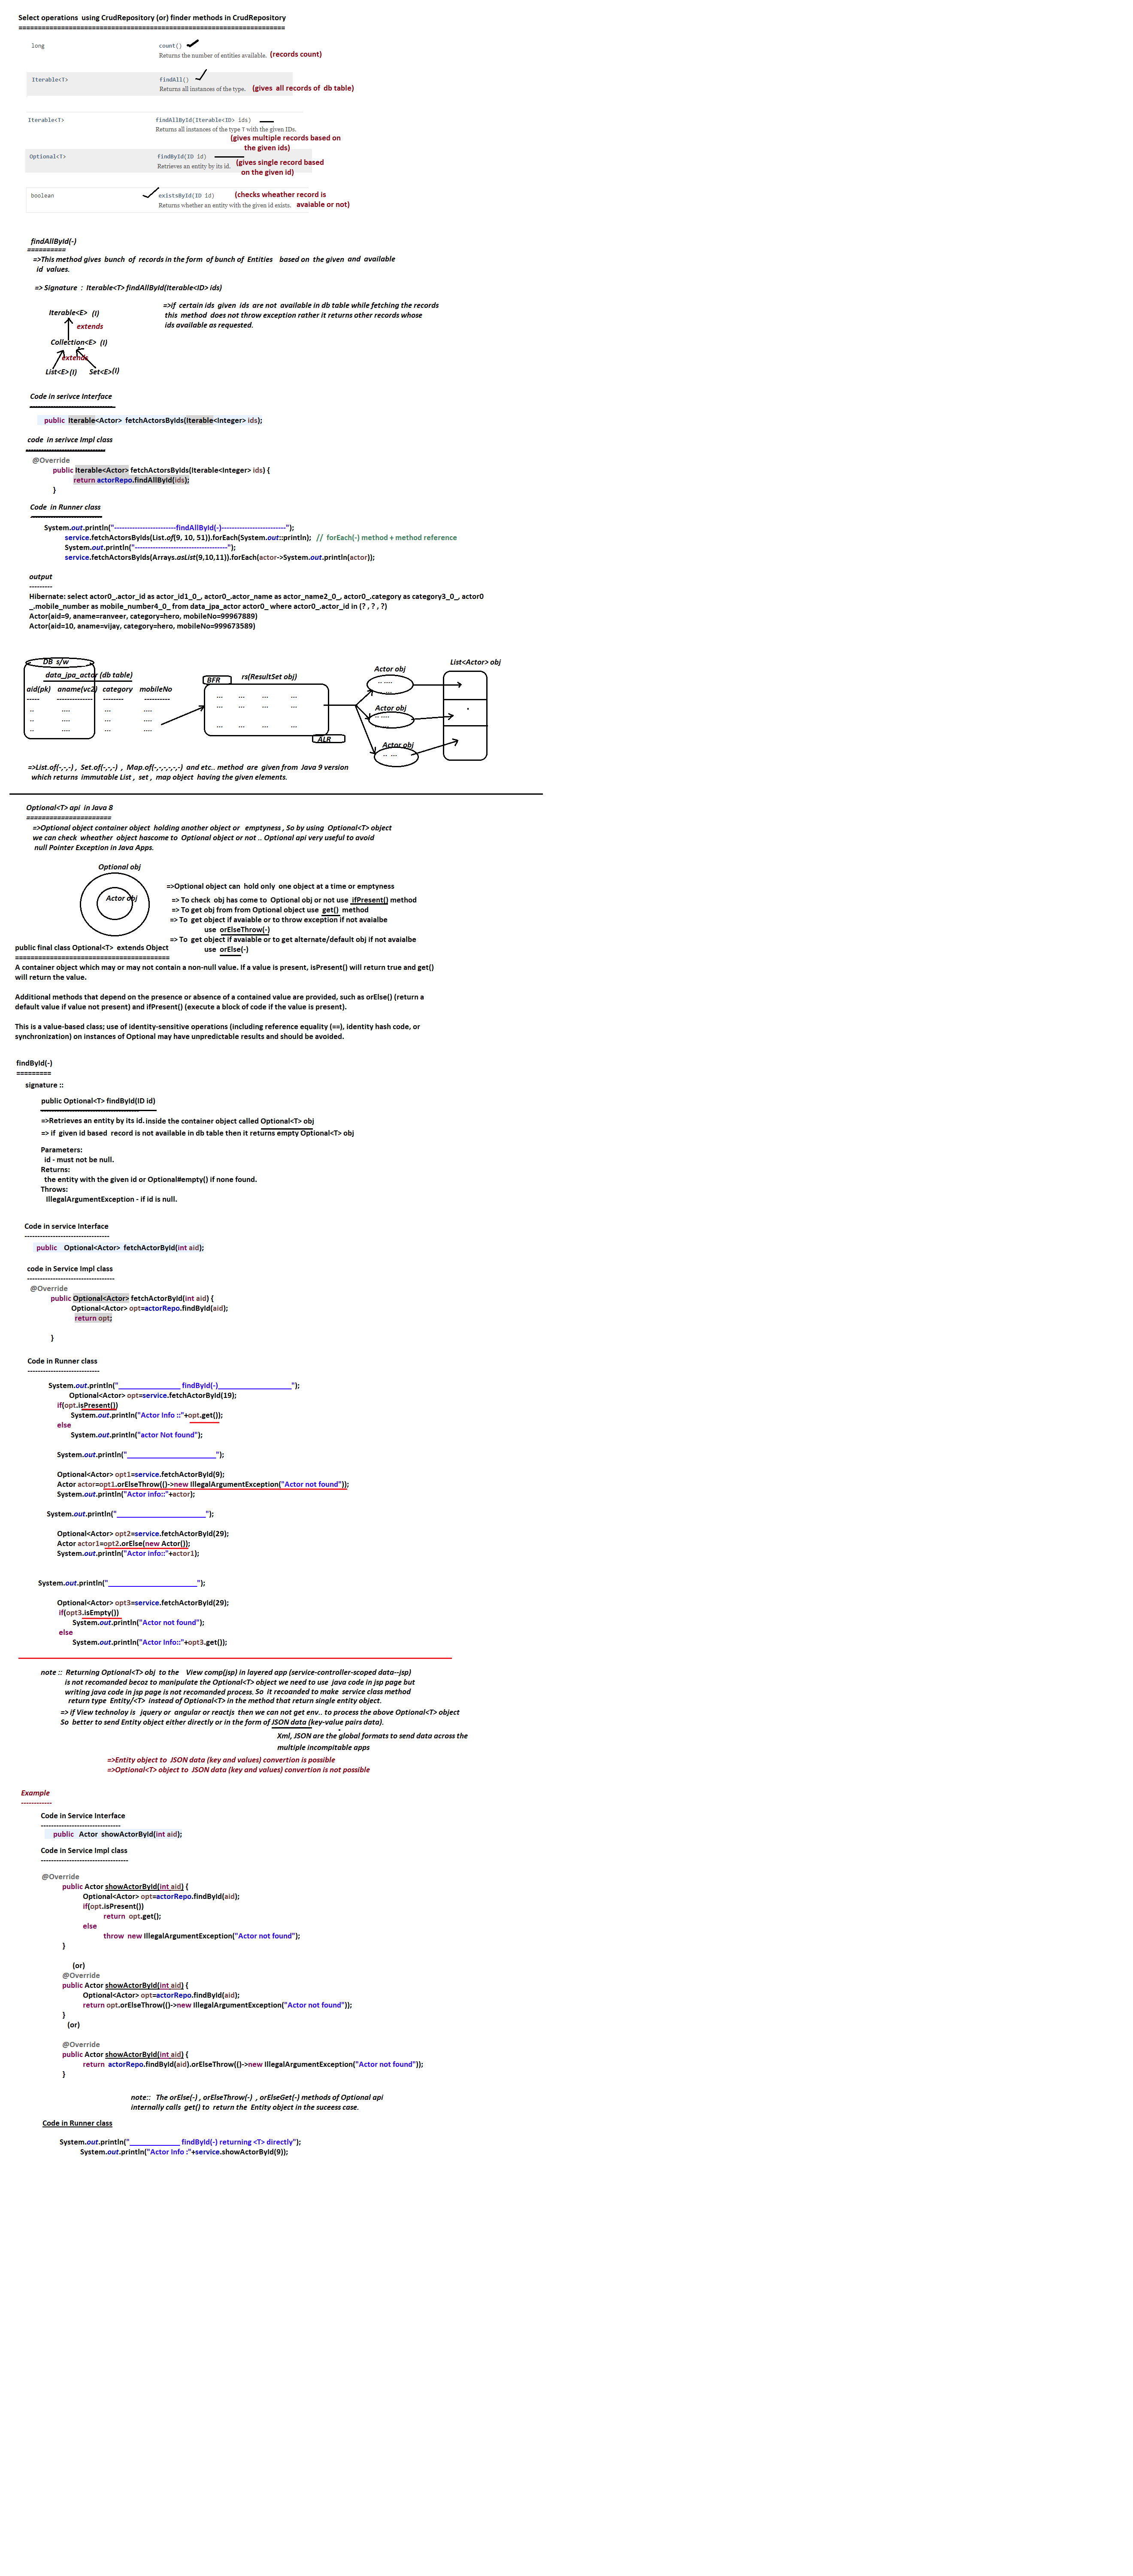 Select operations using CrudRepository (or) finder methods in CrudRepository
=====================================================================
long count()
Returns the number of entities available. (records count)
Iterable<T> findAll()
Returns all instances of the type. (gives all records of db table)
Iterable<T> findAllById(Iterable<ID> ids)
Returns all instances of the type T with the given IDs.
(gives multiple records based on
the given ids)
Optional<T> findById(ID id)
Retrieves an entity by its id. (gives single record based
on the given id)
boolean existsById(ID id) (checks wheather record is
Returns whether an entity with the given id exists. avaiable or not)
findAllById(-)
==========
=>This method gives bunch of records in the form of bunch of Entities based on the given and available
id values.
=> Signature : Iterable<T> findAllById(Iterable<ID> ids)
=>if certain ids given ids are not available in db table while fetching the records
this method does not throw exception rather it returns other records whose
ids available as requested.
Iterable<E> (I)
extends
Collection<E> (I)
extends
List<E>(I) Set<E>(I)
Code in serivce Interface
---------------------------------
public Iterable<Actor> fetchActorsByIds(Iterable<Integer> ids);
code in serivce Impl class
-------------------------------
@Override
public Iterable<Actor> fetchActorsByIds(Iterable<Integer> ids) {
return actorRepo.findAllById(ids);
}
Code in Runner class
----------------------------
System.out.println("------------------------findAllById(-)-------------------------");
service.fetchActorsByIds(List.of(9, 10, 51)).forEach(System.out::println); // forEach(-) method + method reference
System.out.println("------------------------------------");
service.fetchActorsByIds(Arrays.asList(9,10,11)).forEach(actor->System.out.println(actor));
output
---------
Hibernate: select actor0_.actor_id as actor_id1_0_, actor0_.actor_name as actor_name2_0_, actor0_.category as category3_0_, actor0
_.mobile_number as mobile_number4_0_ from data_jpa_actor actor0_ where actor0_.actor_id in (? , ? , ?)
Actor(aid=9, aname=ranveer, category=hero, mobileNo=99967889)
Actor(aid=10, aname=vijay, category=hero, mobileNo=999673589)
DB s/w
data_jpa_actor (db table)
aid(pk) aname(vc2) category mobileNo
----- -------------- -------- ----------
.. .... ... ....
.. .... ... ....
.. .... ... ....
BFR rs(ResultSet obj)
... ... ... ...
... ... ... ...
... ... ... ...
ALR
Actor obj
.. ....
...
Actor obj
.. ....
Actor obj
.. ...
List<Actor> obj
=>List.of(-,-,-) , Set.of(-,-,-) , Map.of(-,-,-,-,-,-) and etc.. method are given from Java 9 version
which returns immutable List , set , map object having the given elements.
Optional<T> api in Java 8
======================
=>Optional object container object holding another object or emptyness , So by using Optional<T> object
we can check wheather object hascome to Optional object or not .. Optional api very useful to avoid
null Pointer Exception in Java Apps.
Optional obj
Actor obj
=>Optional object can hold only one object at a time or emptyness
=> To check obj has come to Optional obj or not use ifPresent() method
=> To get obj from from Optional object use get() method
=> To get object if avaiable or to throw exception if not avaialbe
use orElseThrow(-)
=> To get object if avaiable or to get alternate/default obj if not avaialbe
use orElse(-)
public final class Optional<T> extends Object
========================================
A container object which may or may not contain a non-null value. If a value is present, isPresent() will return true and get()
will return the value.
Additional methods that depend on the presence or absence of a contained value are provided, such as orElse() (return a
default value if value not present) and ifPresent() (execute a block of code if the value is present).
This is a value-based class; use of identity-sensitive operations (including reference equality (==), identity hash code, or
synchronization) on instances of Optional may have unpredictable results and should be avoided.
findById(-)
=========
signature ::
public Optional<T> findById(ID id)
--------------------------------------
=>Retrieves an entity by its id. inside the container object called Optional<T> obj
=> if given id based record is not available in db table then it returns empty Optional<T> obj
Parameters:
id - must not be null.
Returns:
the entity with the given id or Optional#empty() if none found.
Throws:
IllegalArgumentException - if id is null.
Code in service Interface
---------------------------------
public Optional<Actor> fetchActorById(int aid);
code in Service Impl class
----------------------------------
@Override
public Optional<Actor> fetchActorById(int aid) {
Optional<Actor> opt=actorRepo.findById(aid);
return opt;
}
Code in Runner class
----------------------------
System.out.println("________________ findById(-)___________________");
Optional<Actor> opt=service.fetchActorById(19);
if(opt.isPresent())
System.out.println("Actor Info ::"+opt.get());
else
System.out.println("actor Not found");
System.out.println("_______________________");
Optional<Actor> opt1=service.fetchActorById(9);
Actor actor=opt1.orElseThrow(()->new IllegalArgumentException("Actor not found"));
System.out.println("Actor info::"+actor);
System.out.println("_______________________");
Optional<Actor> opt2=service.fetchActorById(29);
Actor actor1=opt2.orElse(new Actor());
System.out.println("Actor info::"+actor1);
System.out.println("_______________________");
Optional<Actor> opt3=service.fetchActorById(29);
if(opt3.isEmpty())
System.out.println("Actor not found");
else
System.out.println("Actor Info::"+opt3.get());
note :: Returning Optional<T> obj to the View comp(jsp) in layered app (service-controller-scoped data--jsp)
is not recomanded becoz to manipulate the Optional<T> object we need to use java code in jsp page but
writing java code in jsp page is not recomanded process. So it recoanded to make service class method
return type Entity/<T> instead of Optional<T> in the method that return single entity object.
=> if View technoloy is jquery or angular or reactjs then we can not get env.. to process the above Optional<T> object
So better to send Entity object either directly or in the form of JSON data (key-value pairs data).
Xml, JSON are the global formats to send data across the
multiple incompitable apps
=>Entity object to JSON data (key and values) convertion is possible
=>Optional<T> object to JSON data (key and values) convertion is not possible
Example
------------
Code in Service Interface
-------------------------------
public Actor showActorById(int aid);
Code in Service Impl class
----------------------------------
@Override
public Actor showActorById(int aid) {
Optional<Actor> opt=actorRepo.findById(aid);
if(opt.isPresent())
return opt.get();
else
throw new IllegalArgumentException("Actor not found");
}
(or)
@Override
public Actor showActorById(int aid) {
Optional<Actor> opt=actorRepo.findById(aid);
return opt.orElseThrow(()->new IllegalArgumentException("Actor not found"));
}
(or)
@Override
public Actor showActorById(int aid) {
return actorRepo.findById(aid).orElseThrow(()->new IllegalArgumentException("Actor not found"));
}
note:: The orElse(-) , orElseThrow(-) , orElseGet(-) methods of Optional api
internally calls get() to return the Entity object in the suceess case.
Code in Runner class
System.out.println("_____________ findById(-) returning <T> directly");
System.out.println("Actor Info :"+service.showActorById(9));